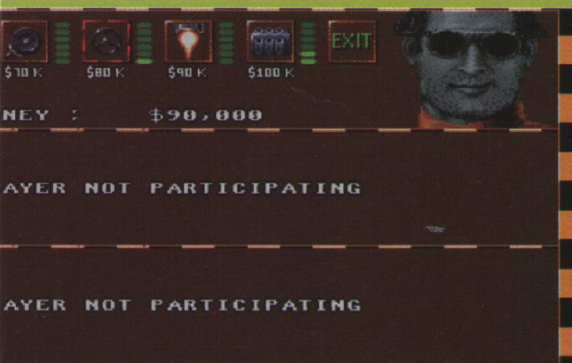 EXIT
$70 K $80 K $90 K $100 K
NEY : $90,000
AYER NOT PARTICIPATING
AYER NOT PARTICIPATING